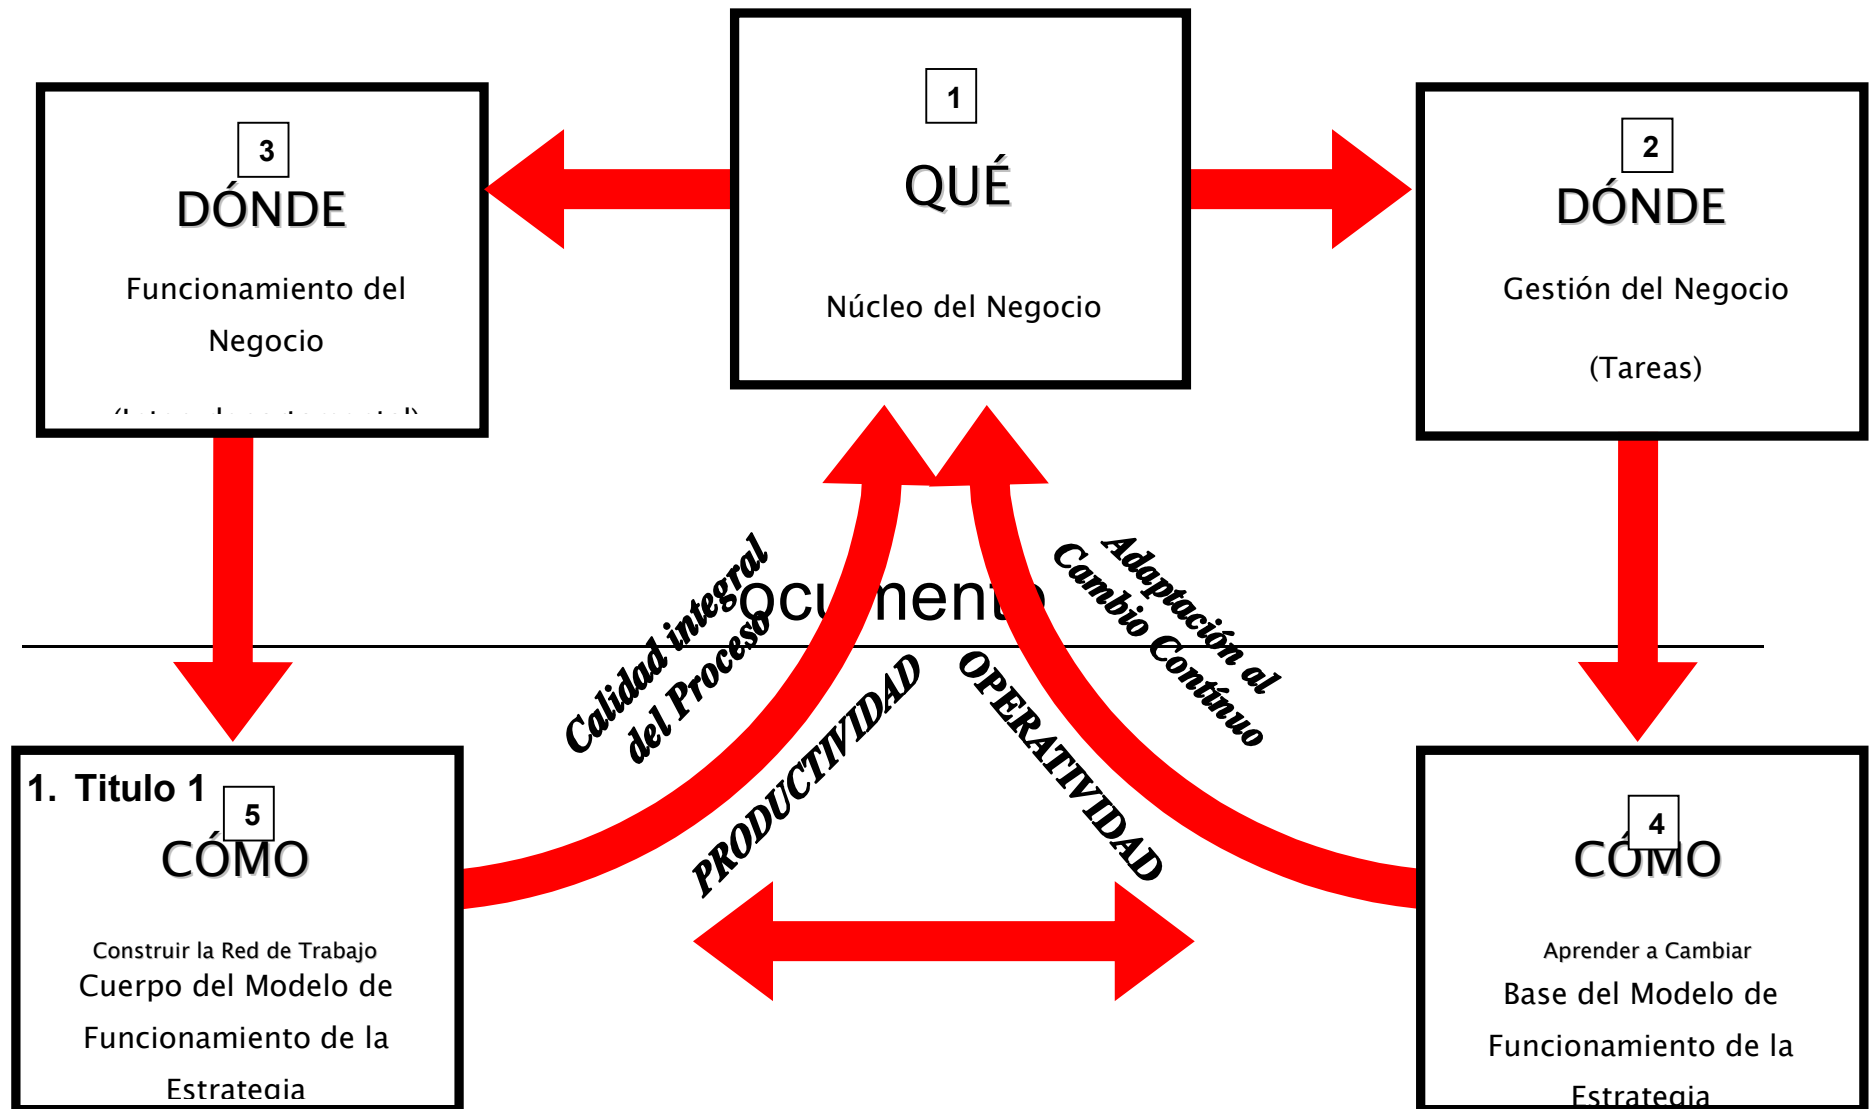 1
QUÉ
Núcleo del Negocio
3
DÓNDE
Funcionamiento del
Negocio
2
DÓNDE
Gestión del Negocio
(Tareas)
Calidad integral
del Proceso
PRODUCTIVIDAD
Adaptación al
Cambio Contínuo
OPERATIVIDAD
ocumento
1. Titulo 1
5
CÓMO
Construir la Red de Trabajo
Cuerpo del Modelo de
Funcionamiento de la
Estrategia
4
CÓMO
Aprender a Cambiar
Base del Modelo de
Funcionamiento de la
Estrategia